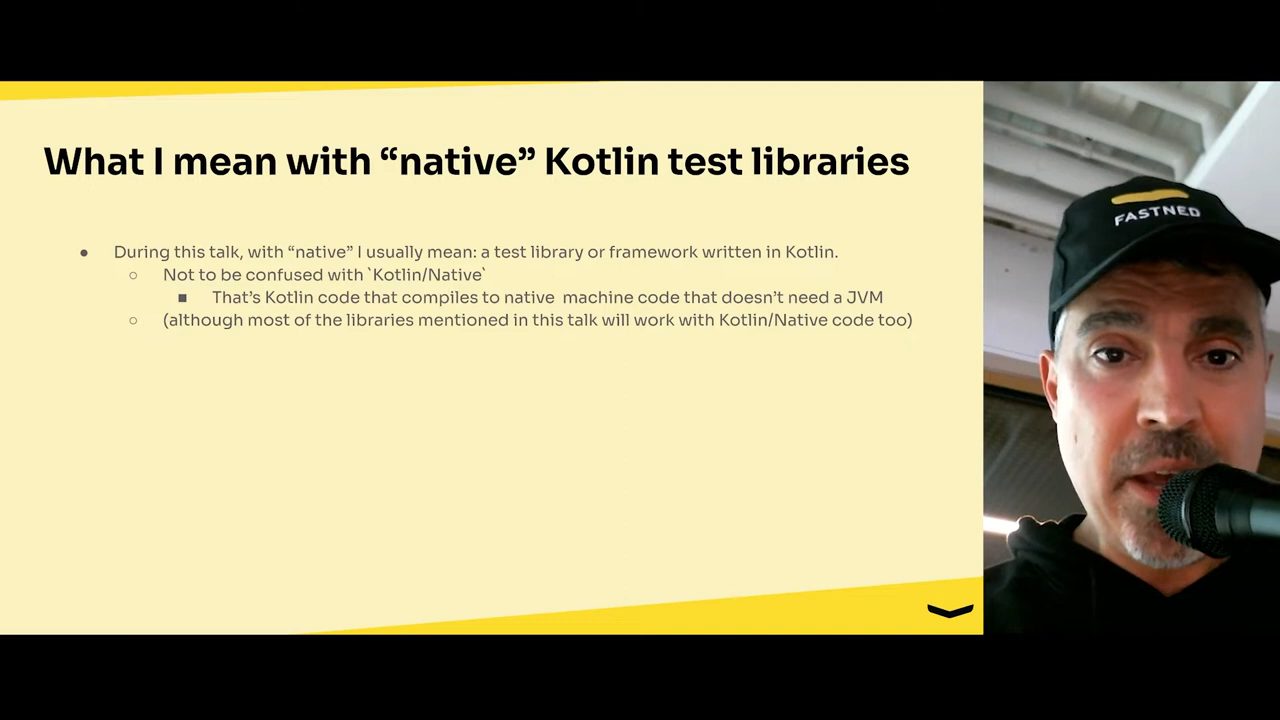 What I mean with “native” Kotlin test libraries
● During this talk, with “native” I usually mean: a test library or framework written in Kotlin.
○ Not to be confused with `Kotlin/Native`
■ That’s Kotlin code that compiles to native  machine code that doesn’t need a JVM
○ (although most of the libraries mentioned in this talk will work with Kotlin/Native code too)
FASTNED